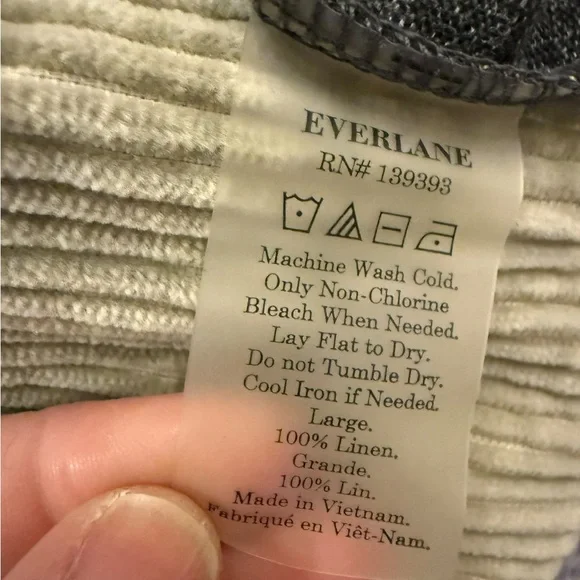 EVERLANE
RN# 139393
Machine Wash Cold.
Only Non-Chlorine
Bleach When Needed.
Lay Flat to Dry.
Do not Tumble Dry.
Cool Iron if Needed.
Large.
100% Linen.
Grande.
100% Lin.
Made in Vietnam.
Fabriqué en Viêt-Nam.